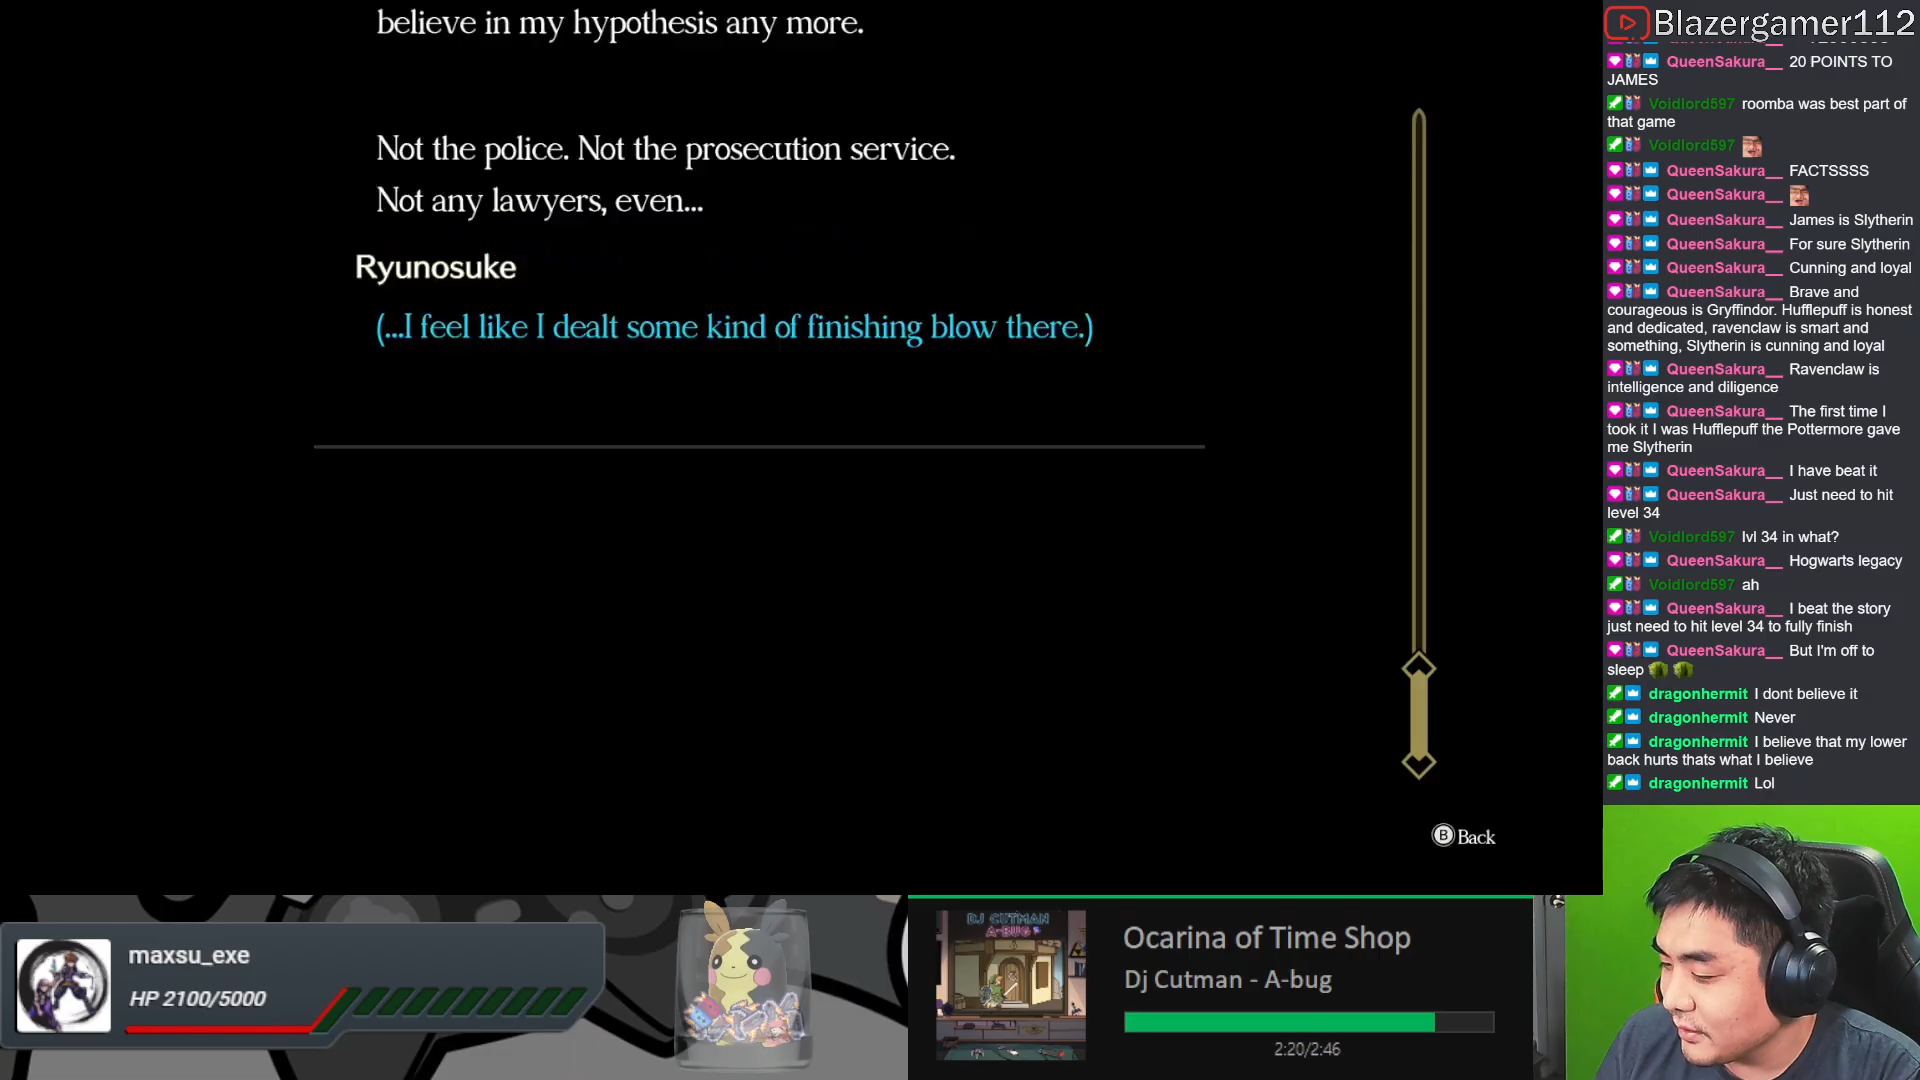 believe in my hypothesis any more.
Not the police. Not the prosecution service.
Not any lawyers, even...
Ryunosuke
(...I feel like I dealt some kind of finishing blow there.)
B Back
Blazergamer112
QueenSakura__ 20 POINTS TO
JAMES
Voidlord597 roomba was best part of
that game
Voidlord597
QueenSakura__ FACTSSSS
QueenSakura__
QueenSakura__ James is Slytherin
QueenSakura__ For sure Slytherin
QueenSakura__ Cunning and loyal
QueenSakura__ Brave and
courageous is Gryffindor. Hufflepuff is honest
and dedicated, ravenclaw is smart and
something, Slytherin is cunning and loyal
QueenSakura__ Ravenclaw is
intelligence and diligence
QueenSakura__ The first time I
took it I was Hufflepuff the Pottermore gave
me Slytherin
QueenSakura__ I have beat it
QueenSakura__ Just need to hit
level 34
Voidlord597 lvl 34 in what?
QueenSakura__ Hogwarts legacy
Voidlord597 ah
QueenSakura__ I beat the story
just need to hit level 34 to fully finish
QueenSakura__ But I'm off to
sleep
dragonhermit I dont believe it
dragonhermit Never
dragonhermit I believe that my lower
back hurts thats what I believe
dragonhermit Lol
maxsu_exe
HP 2100/5000
DJ CUTMAN
A-BUG
Ocarina of Time Shop
Dj Cutman - A-bug
2:20/2:46